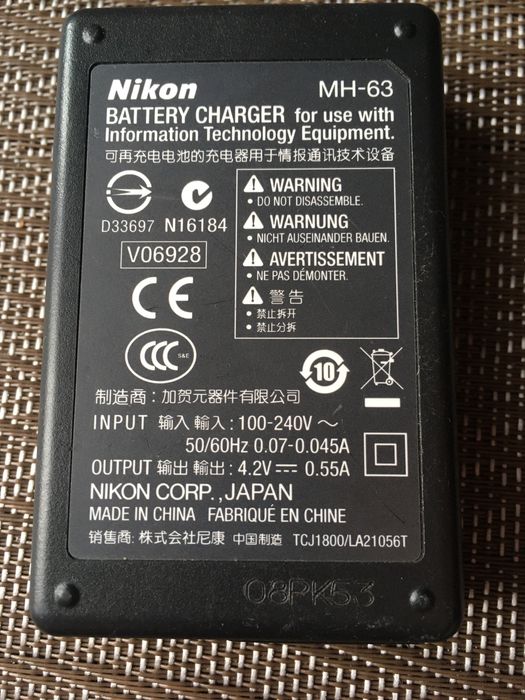 Nikon MH-63
BATTERY CHARGER for use with
Information Technology Equipment.
可再充电电池的充电器用于情报通讯技术设备
D33697 N16184
V06928
WARNING
• DO NOT DISASSEMBLE.
WARNUNG
• NICHT AUSEINANDER BAUEN.
AVERTISSEMENT
• NE PAS DÉMONTER.
警告
• 禁止拆开
• 禁止分拆
CE
CCC S&E
10
制造商：加贺元器件有限公司
INPUT 输入 輸入：100-240V ～
50/60Hz 0.07-0.045A
OUTPUT 输出 輸出：4.2V ⎓ 0.55A
NIKON CORP.,JAPAN
MADE IN CHINA FABRIQUÉ EN CHINE
销售商: 株式会社尼康 中国制造 TCJ1800/LA21056T
08PK53